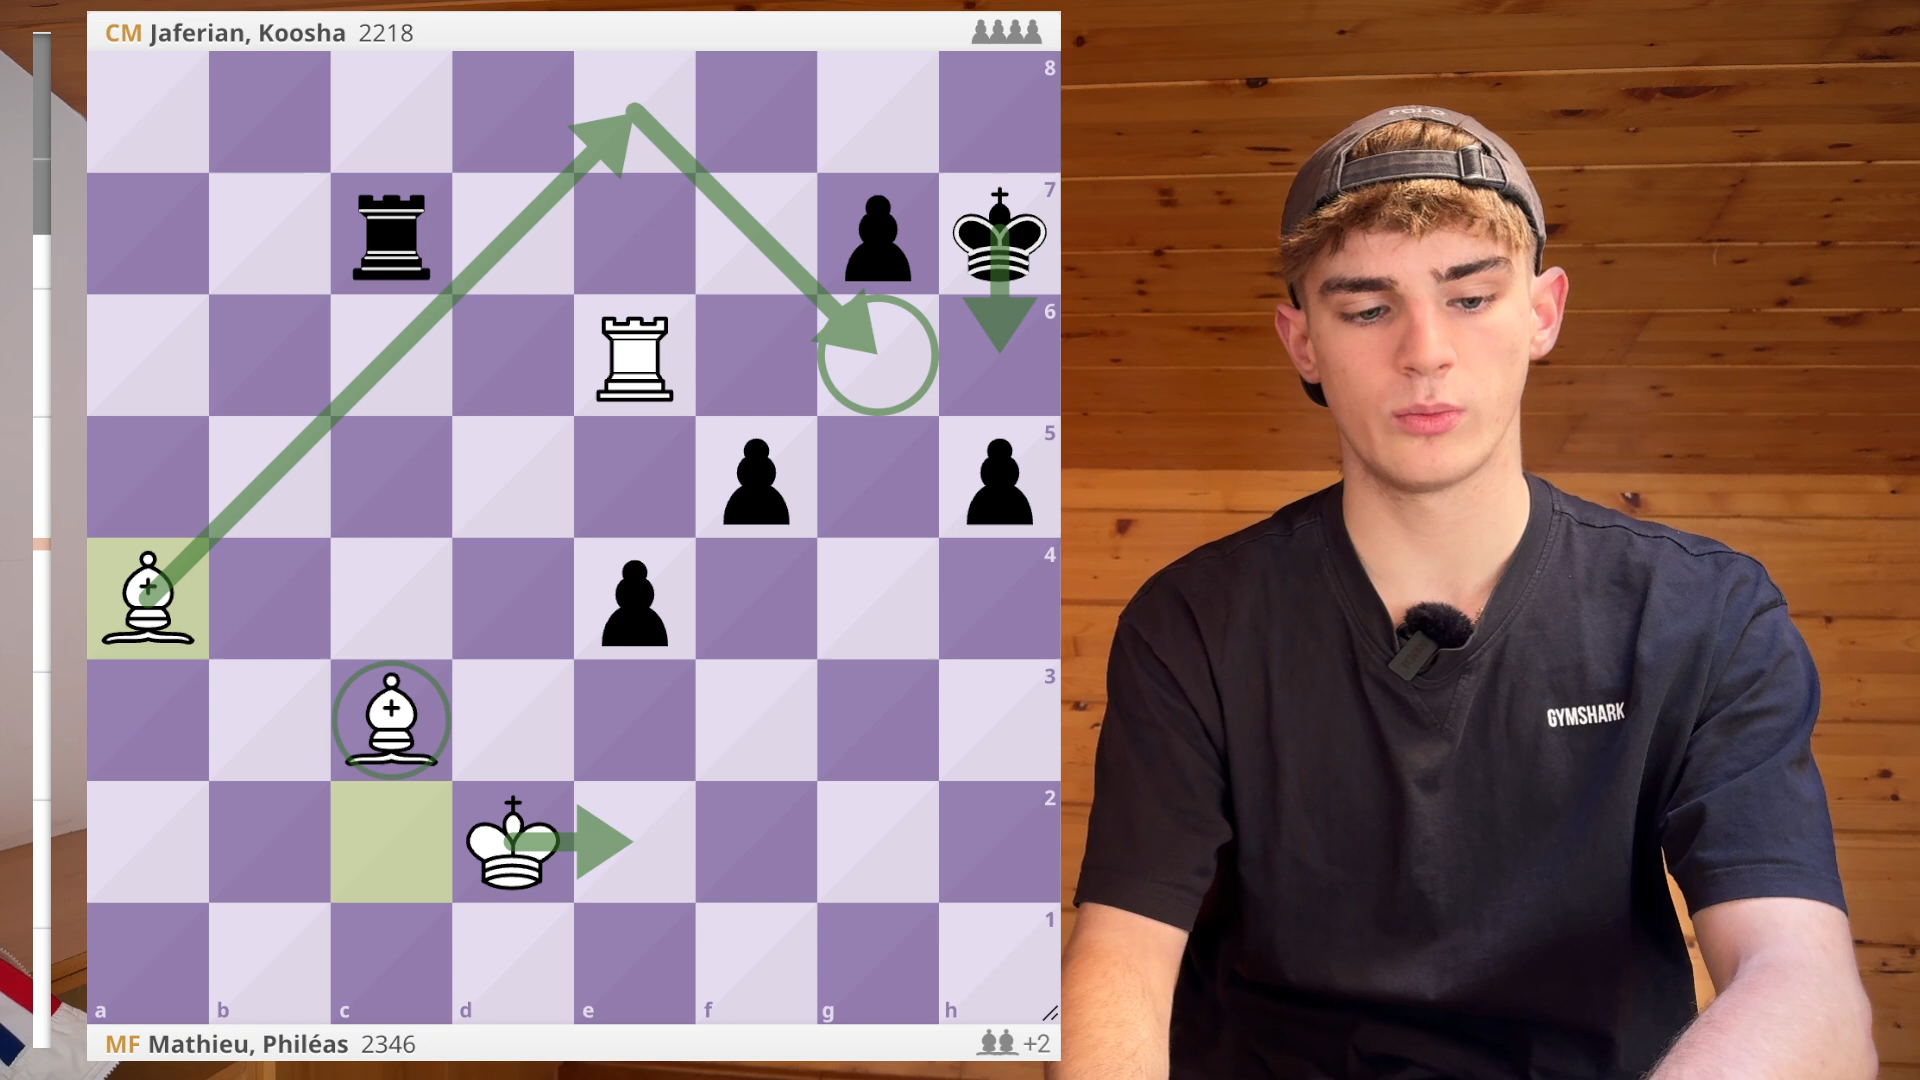 CM Jaferian, Koosha 2218
8
7
6
5
4
3
2
1
a b c d e f g h
MF Mathieu, Philéas 2346
+2
POLO
GYMSHARK